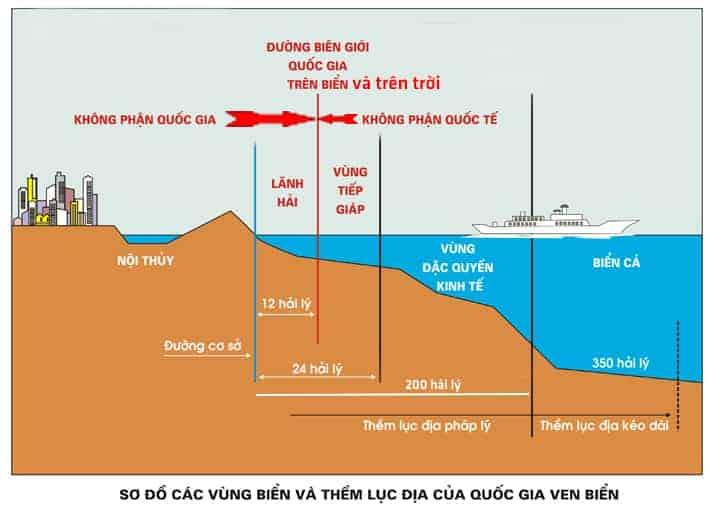 ĐƯỜNG BIÊN GIỚI
QUỐC GIA
TRÊN BIỂN và trên trời
KHÔNG PHẬN QUỐC GIA
KHÔNG PHẬN QUỐC TẾ
LÃNH
HẢI
VÙNG
TIẾP
GIÁP
NỘI THỦY
VÙNG
ĐẶC QUYỀN
KINH TẾ
BIỂN CẢ
12 hải lý
Đường cơ sở
24 hải lý
350 hải lý
200 hải lý
Thềm lục địa pháp lý
Thềm lục địa kéo dài
SƠ ĐỒ CÁC VÙNG BIỂN VÀ THỀM LỤC ĐỊA CỦA QUỐC GIA VEN BIỂN